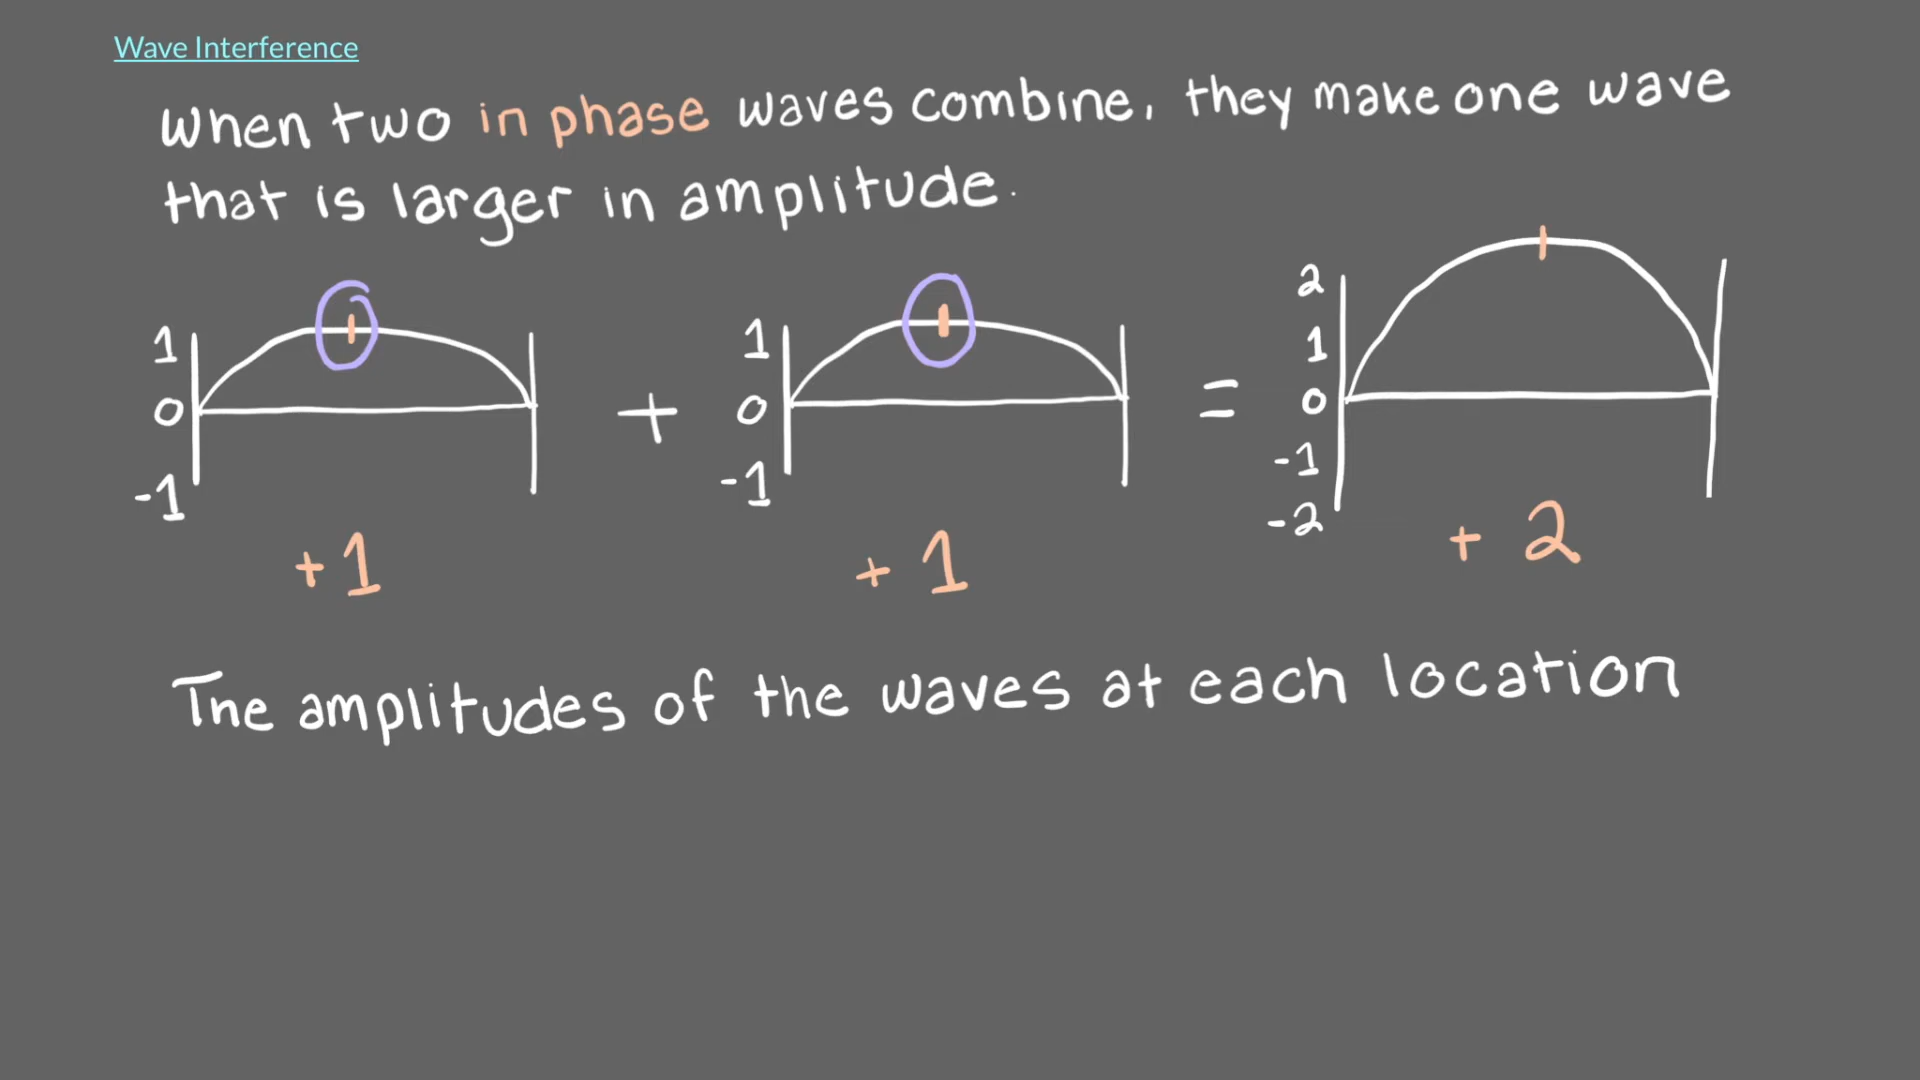 Wave Interference
When two in phase waves combine, they make one wave
that is larger in amplitude.
1 1 2
1
0 + 0 = 0
-1 -1 -1
-2
+1 + 1 + 2
The amplitudes of the waves at each location